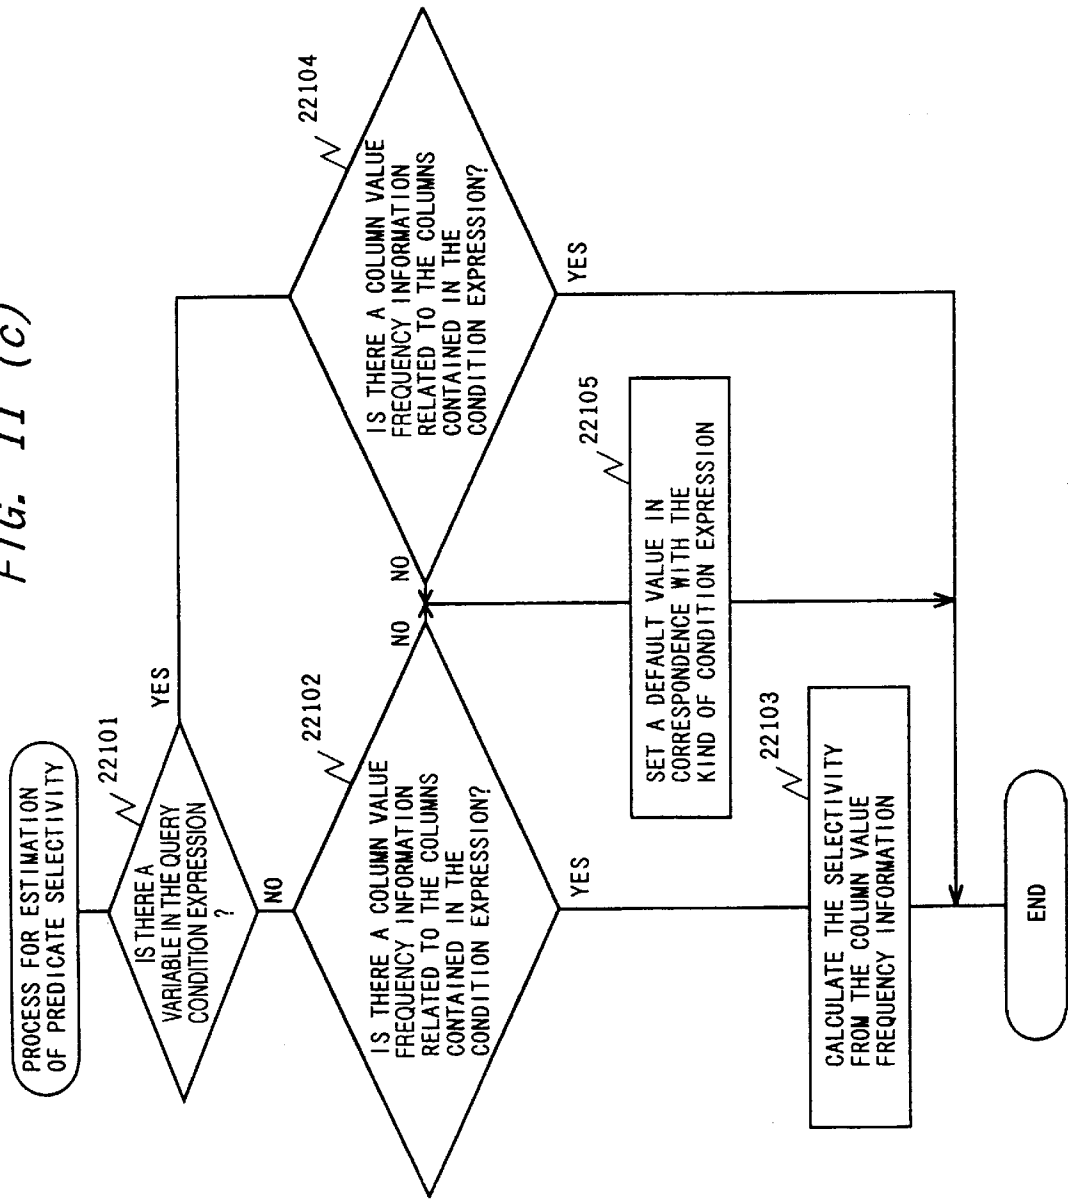 FIG. 11 (c)
PROCESS FOR ESTIMATION
OF PREDICATE SELECTIVITY
22101
IS THERE A
VARIABLE IN THE QUERY
CONDITION EXPRESSION
?
YES
NO
22102
IS THERE A COLUMN VALUE
FREQUENCY INFORMATION
RELATED TO THE COLUMNS
CONTAINED IN THE
CONDITION EXPRESSION?
NO
YES
22104
IS THERE A COLUMN VALUE
FREQUENCY INFORMATION
RELATED TO THE COLUMNS
CONTAINED IN THE
CONDITION EXPRESSION?
NO
YES
22105
SET A DEFAULT VALUE IN
CORRESPONDENCE WITH THE
KIND OF CONDITION EXPRESSION
22103
CALCULATE THE SELECTIVITY
FROM THE COLUMN VALUE
FREQUENCY INFORMATION
END